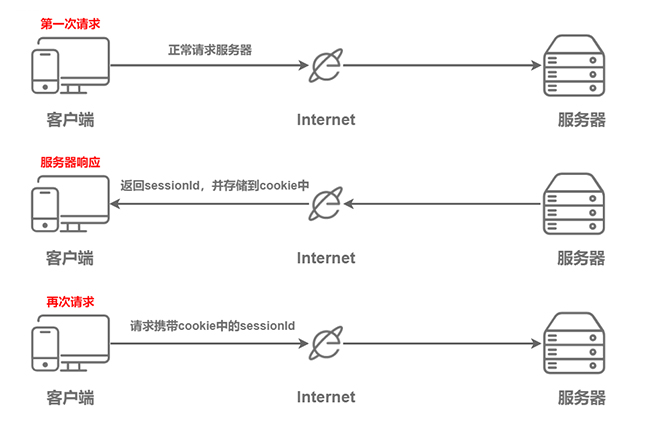 第一次请求
正常请求服务器
客户端
Internet
服务器
服务器响应
返回sessionId，并存储到cookie中
客户端
Internet
服务器
再次请求
请求携带cookie中的sessionId
客户端
Internet
服务器